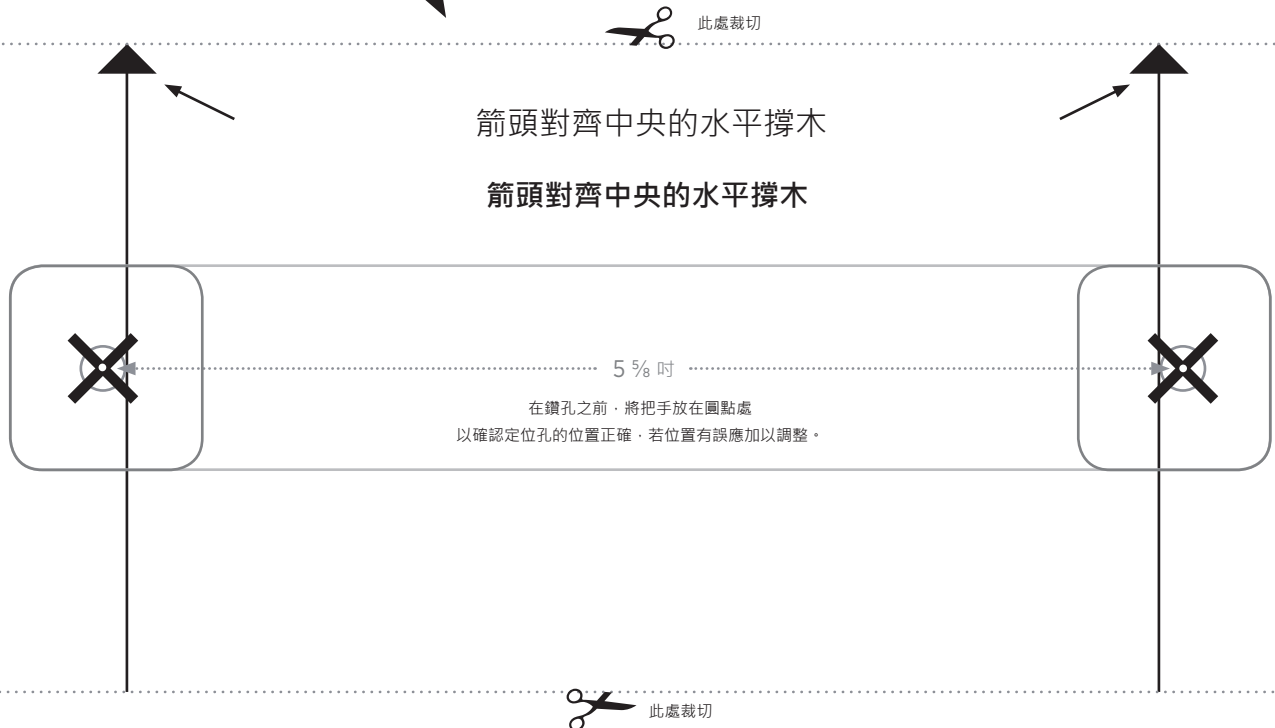 此處裁切
箭頭對齊中央的水平撐木
箭頭對齊中央的水平撐木
5 ⅝ 吋
在鑽孔之前，將把手放在圓點處
以確認定位孔的位置正確，若位置有誤應加以調整。
此處裁切